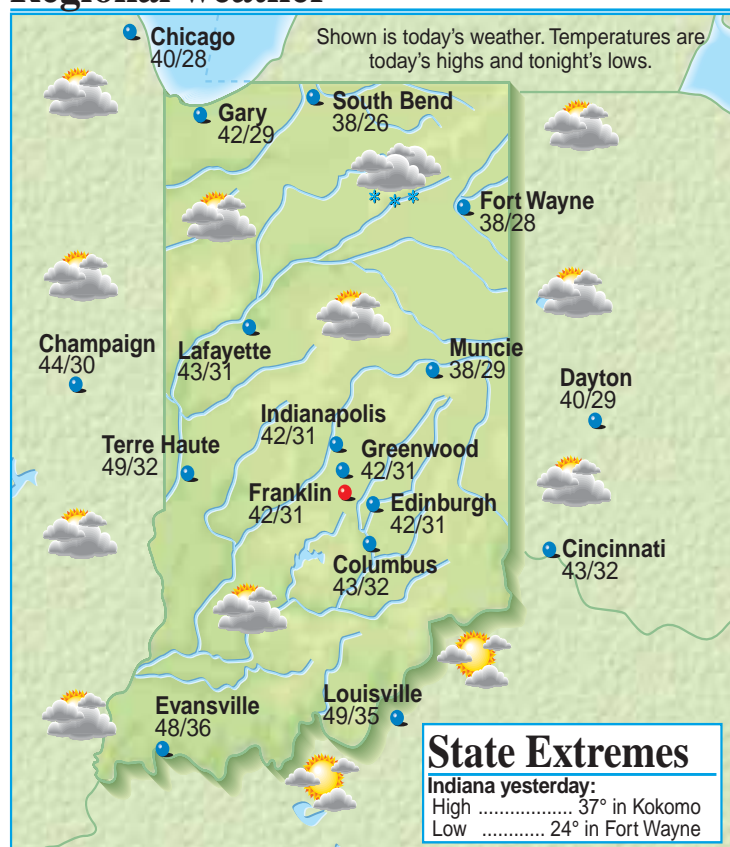 Regional weather
Shown is today's weather. Temperatures are
today's highs and tonight's lows.
Chicago
40/28
Gary
42/29
South Bend
38/26
Fort Wayne
38/28
Champaign
44/30
Lafayette
43/31
Muncie
38/29
Dayton
40/29
Indianapolis
42/31
Terre Haute
49/32
Greenwood
42/31
Franklin
42/31
Edinburgh
42/31
Columbus
43/32
Cincinnati
43/32
Evansville
48/36
Louisville
49/35
State Extremes
Indiana yesterday:
High .................. 37° in Kokomo
Low ............ 24° in Fort Wayne